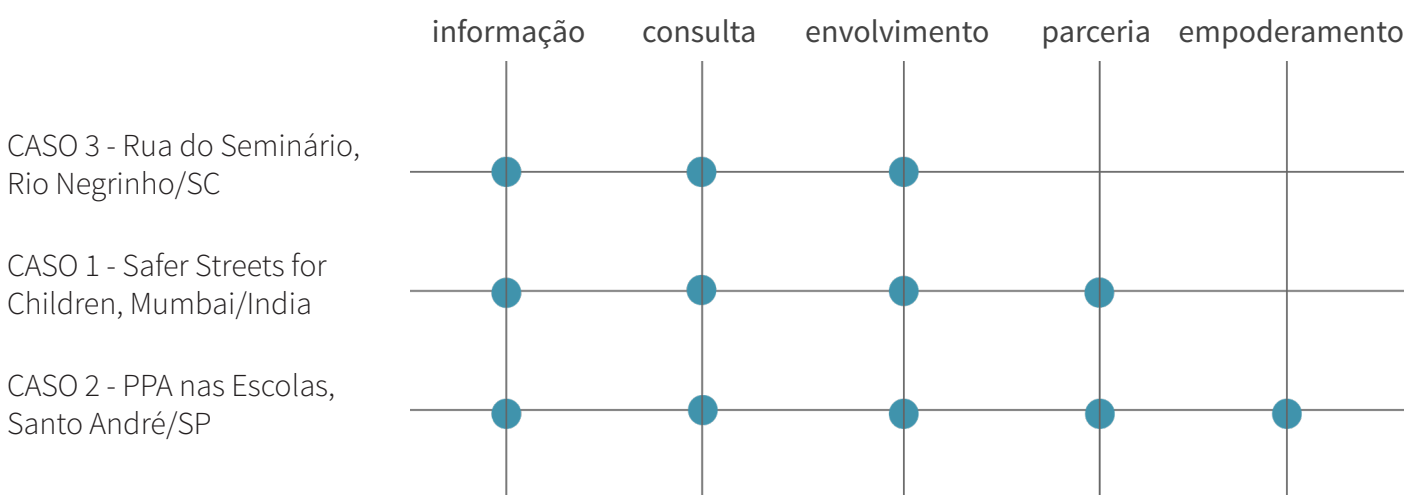 informação consulta envolvimento parceria empoderamento
CASO 3 - Rua do Seminário,
Rio Negrinho/SC
CASO 1 - Safer Streets for
Children, Mumbai/India
CASO 2 - PPA nas Escolas,
Santo André/SP